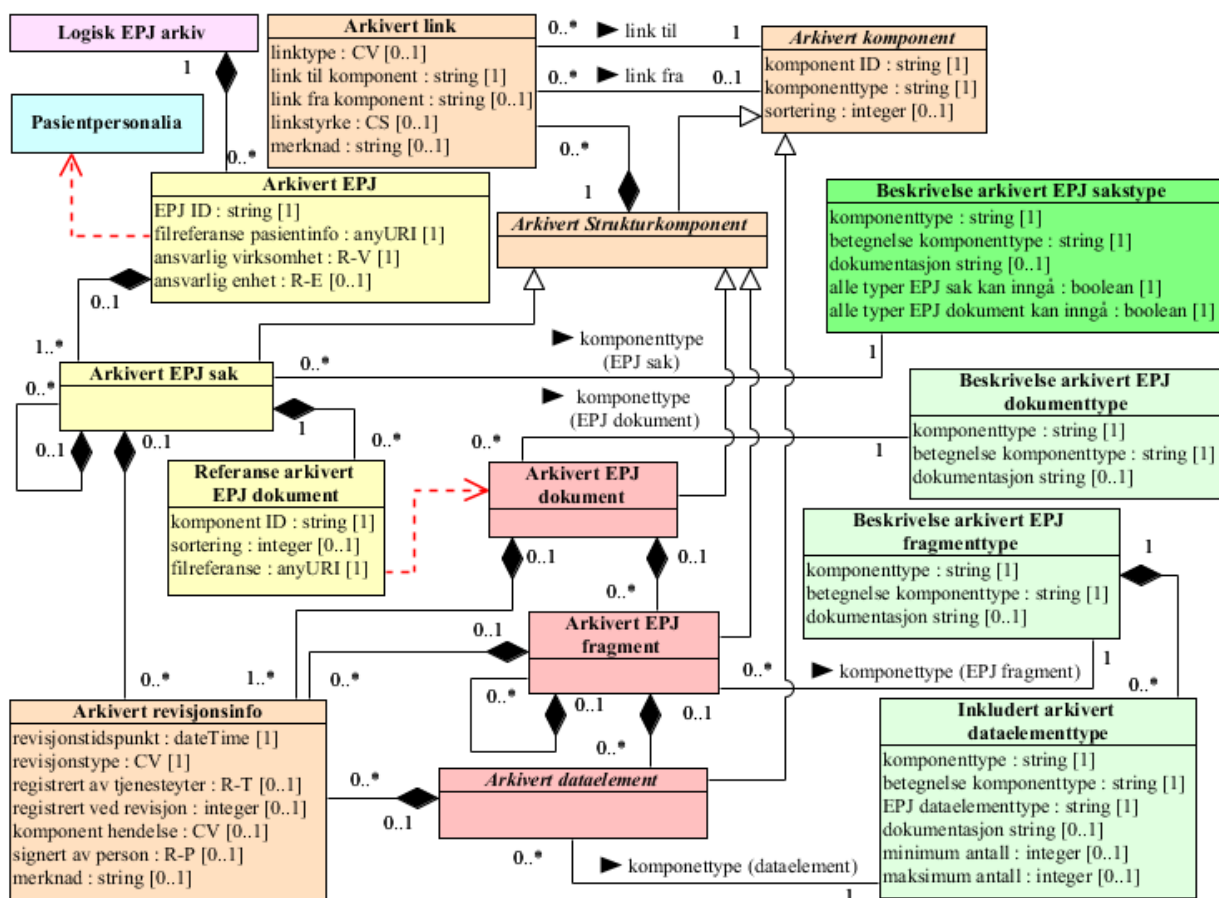 Logisk EPJ arkiv
1
0..*
Pasientpersonalia
Arkivert link
linktype : CV [0..1]
link til komponent : string [1]
link fra komponent : string [0..1]
linkstyrke : CS [0..1]
merknad : string [0..1]
0..*
► link til
1
0..*
► link fra
0..1
Arkivert komponent
komponent ID : string [1]
komponenttype : string [1]
sortering : integer [0..1]
0..*
1
Arkivert EPJ
EPJ ID : string [1]
filreferanse pasientinfo : anyURI [1]
ansvarlig virksomhet : R-V [1]
ansvarlig enhet : R-E [0..1]
0..1
1..*
Arkivert Strukturkomponent
Beskrivelse arkivert EPJ sakstype
komponenttype : string [1]
betegnelse komponenttype : string [1]
dokumentasjon string [0..1]
alle typer EPJ sak kan inngå : boolean [1]
alle typer EPJ dokument kan inngå : boolean [1]
► komponenttype
(EPJ sak)
0..*
1
Arkivert EPJ sak
0..*
0..1
0..1
1
0..*
► komponettype
(EPJ dokument)
0..*
1
Beskrivelse arkivert EPJ
dokumenttype
komponenttype : string [1]
betegnelse komponenttype : string [1]
dokumentasjon string [0..1]
Referanse arkivert
EPJ dokument
komponent ID : string [1]
sortering : integer [0..1]
filreferanse : anyURI [1]
Arkivert EPJ
dokument
0..1
0..1
0..*
Beskrivelse arkivert EPJ
fragmenttype
komponenttype : string [1]
betegnelse komponenttype : string [1]
dokumentasjon string [0..1]
1
0..*
Arkivert EPJ
fragment
0..1
0..*
0..1
0..1
0..*
0..*
► komponettype (EPJ fragment)
1
0..*
1..*
0..*
Arkivert revisjonsinfo
revisjonstidspunkt : dateTime [1]
revisjonstype : CV [1]
registrert av tjenesteyter : R-T [0..1]
registrert ved revisjon : integer [0..1]
komponent hendelse : CV [0..1]
signert av person : R-P [0..1]
merknad : string [0..1]
0..*
0..1
Arkivert dataelement
0..*
► komponettype (dataelement)
1
Inkludert arkivert
dataelementtype
komponenttype : string [1]
betegnelse komponenttype : string [1]
EPJ dataelementtype : string [1]
dokumentasjon string [0..1]
minimum antall : integer [0..1]
maksimum antall : integer [0..1]